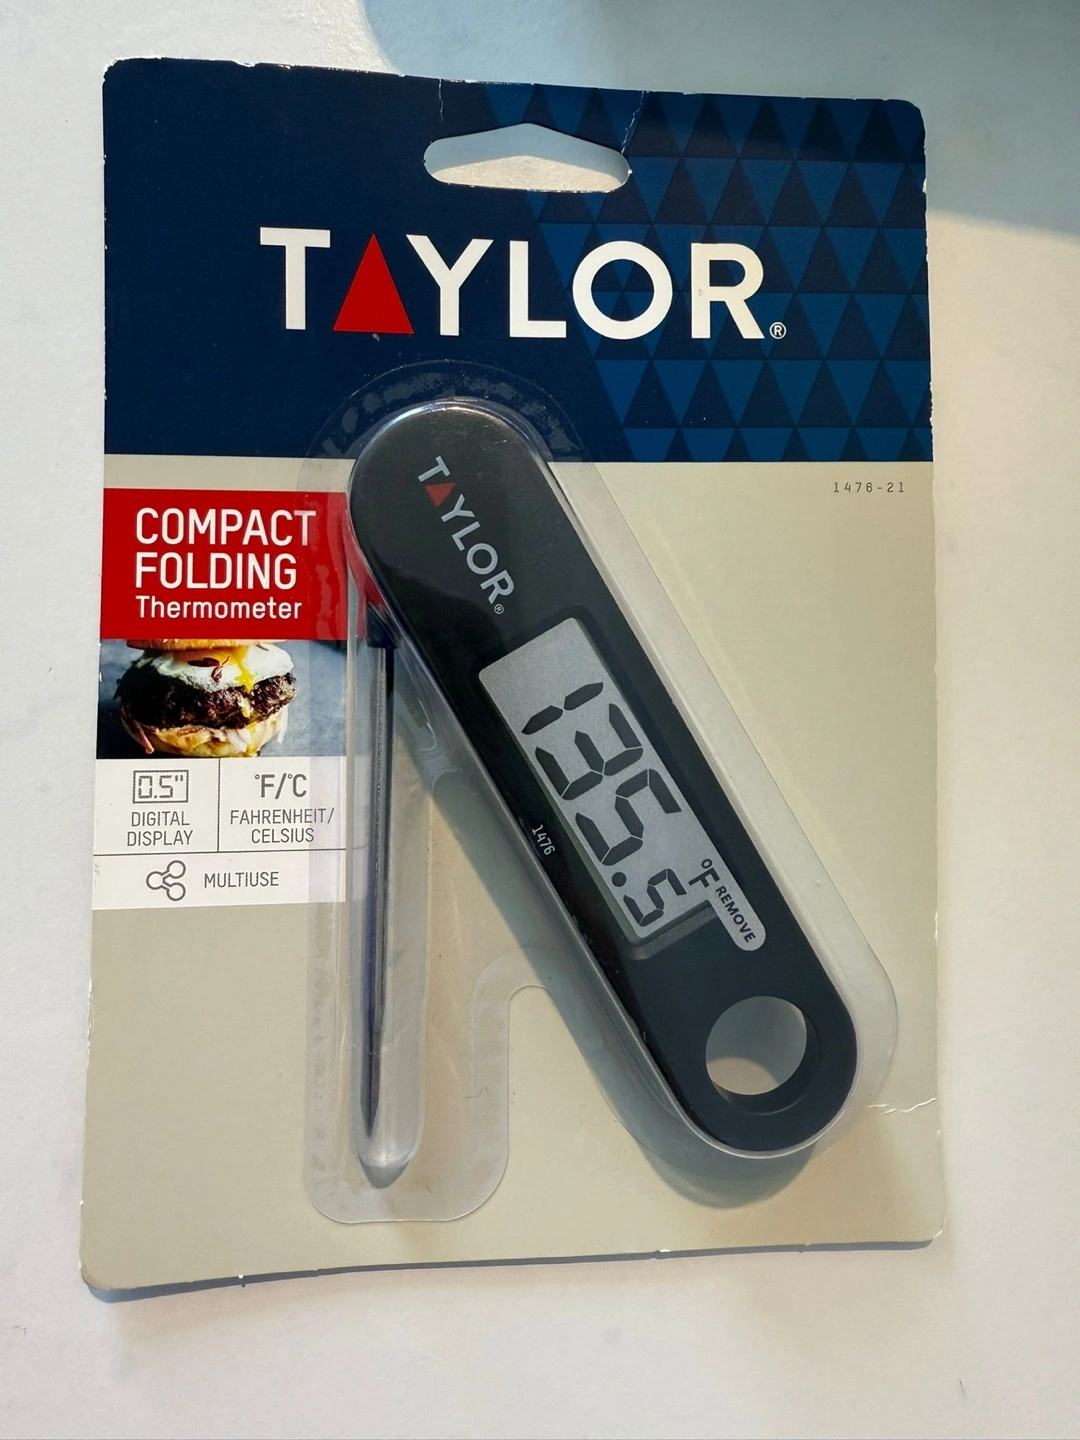 TAYLOR®
1476-21
COMPACT
FOLDING
Thermometer
0.5"
DIGITAL
DISPLAY
°F/°C
FAHRENHEIT/
CELSIUS
MULTIUSE
TAYLOR®
135.5
°F
REMOVE
1476